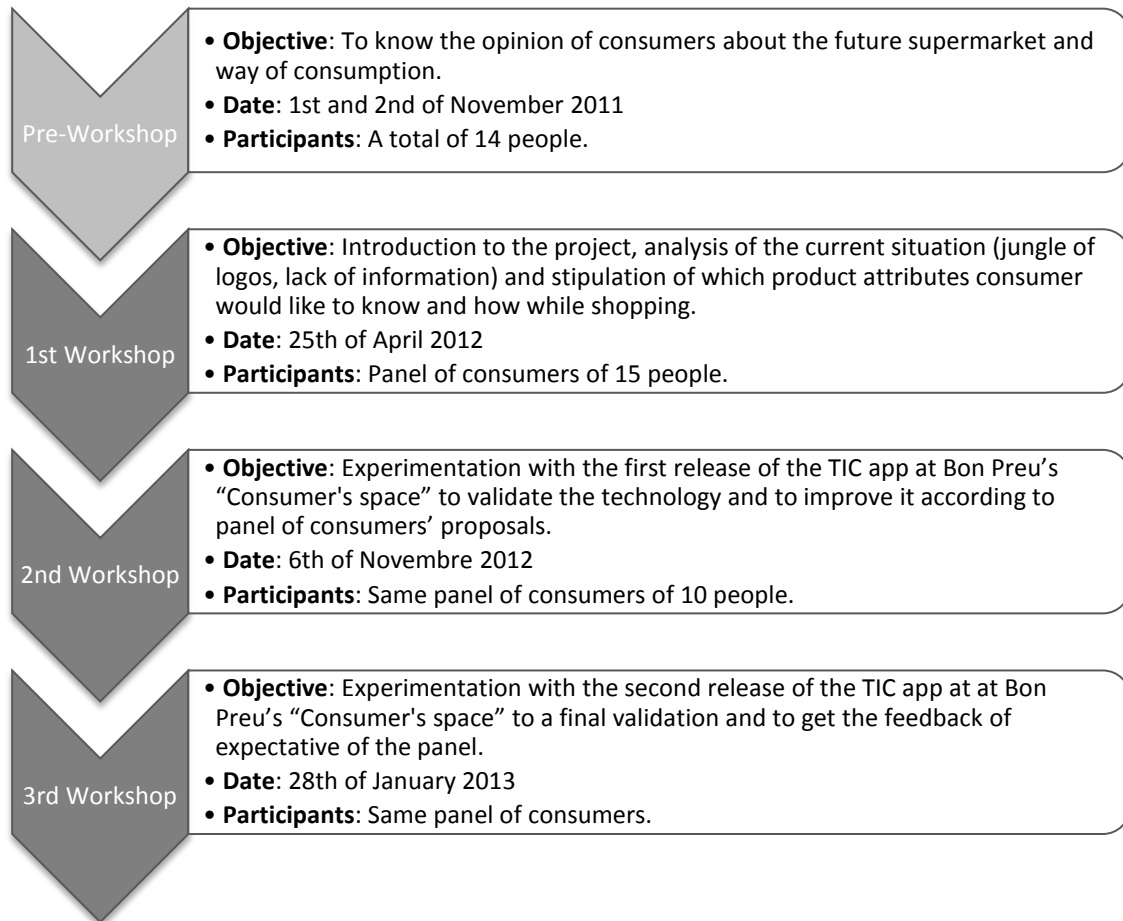 Pre-Workshop
• Objective: To know the opinion of consumers about the future supermarket and
way of consumption.
• Date: 1st and 2nd of November 2011
• Participants: A total of 14 people.
1st Workshop
• Objective: Introduction to the project, analysis of the current situation (jungle of
logos, lack of information) and stipulation of which product attributes consumer
would like to know and how while shopping.
• Date: 25th of April 2012
• Participants: Panel of consumers of 15 people.
2nd Workshop
• Objective: Experimentation with the first release of the TIC app at Bon Preu’s
“Consumer's space” to validate the technology and to improve it according to
panel of consumers’ proposals.
• Date: 6th of Novembre 2012
• Participants: Same panel of consumers of 10 people.
3rd Workshop
• Objective: Experimentation with the second release of the TIC app at at Bon
Preu’s “Consumer's space” to a final validation and to get the feedback of
expectative of the panel.
• Date: 28th of January 2013
• Participants: Same panel of consumers.